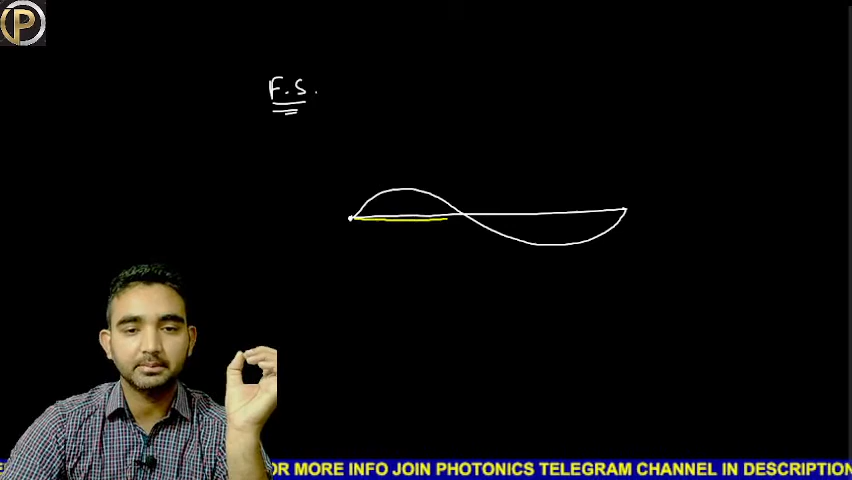 P
F.S.
OR MORE INFO JOIN PHOTONICS TELEGRAM CHANNEL IN DESCRIPTION